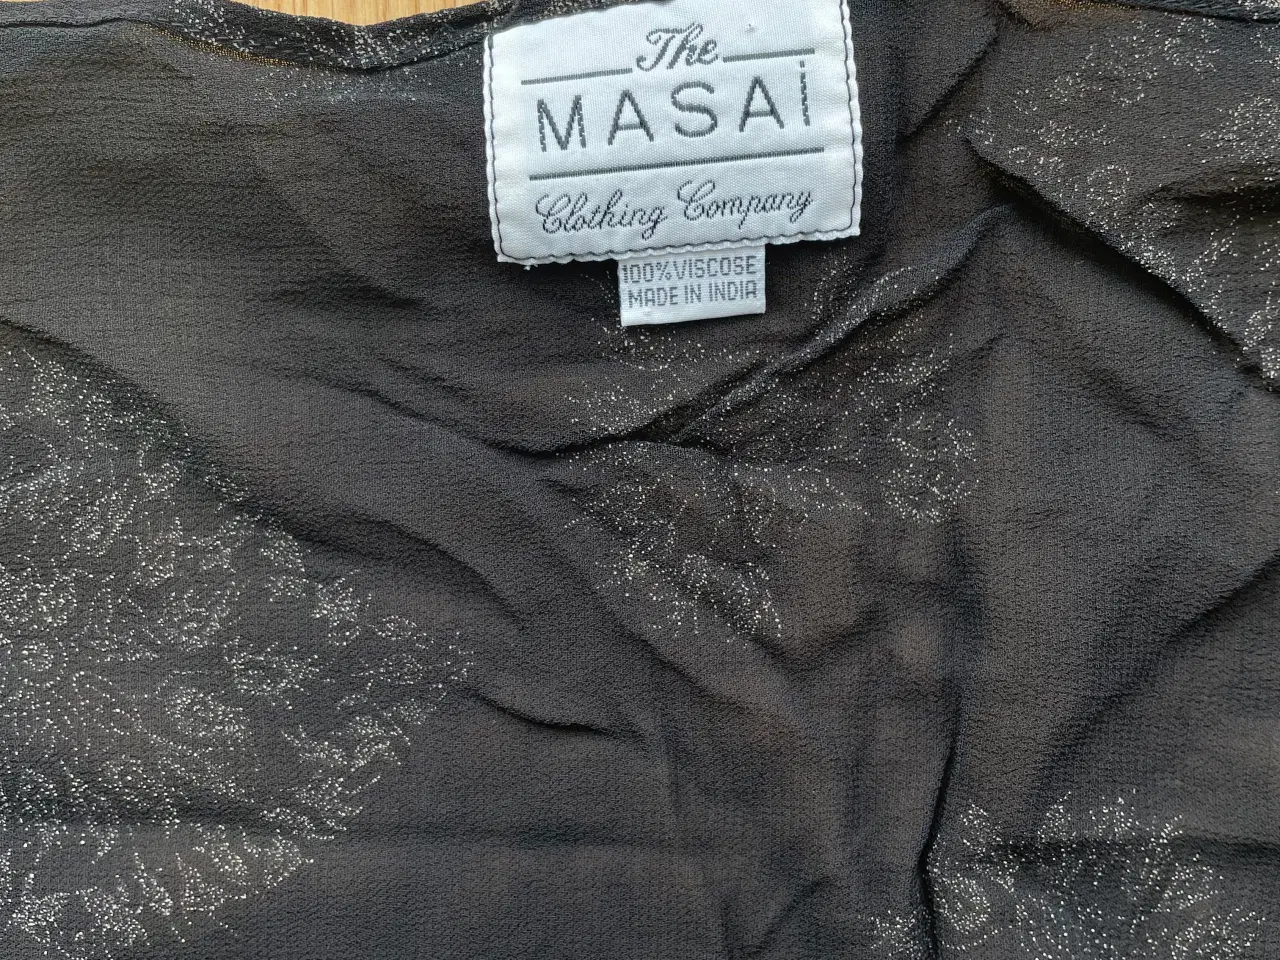 The
MASAi
Clothing Company
100%VISCOSE
MADE IN INDIA